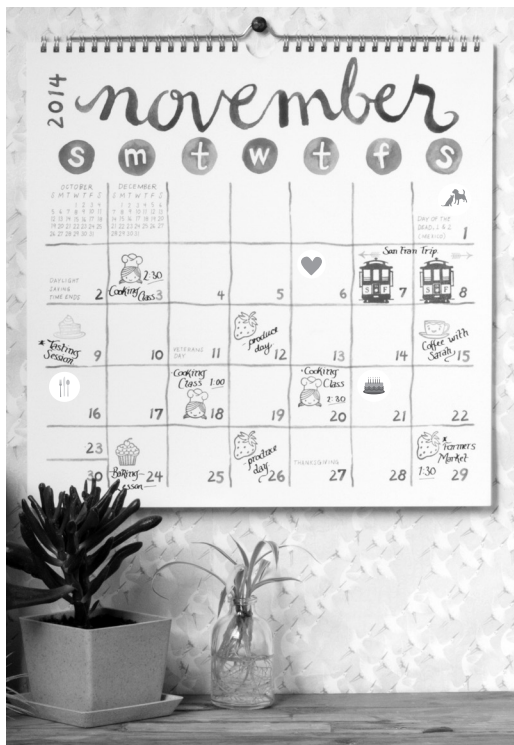 2014
november
s m t w t f s
OCTOBER
DECEMBER
S M T W T F S
S M T W T F S
DAY OF THE
1
DAYLIGHT
SAVING
TIME ENDS
2
2:30
Cooking
Class 3
4
5
6
San Fran Trip
S F
7
S F
8
* Tasting
Session
9
10
VETERANS
DAY
11
produce
day
12
13
14
Coffee with
Sarah
15
16
17
Cooking
Class 1:00
18
19
Cooking
Class
2:30
20
21
22
23
30
Baking
Lesson
24
25
produce
day
26
THANKSGIVING
27
28
* Farmers
Market
1:30
29